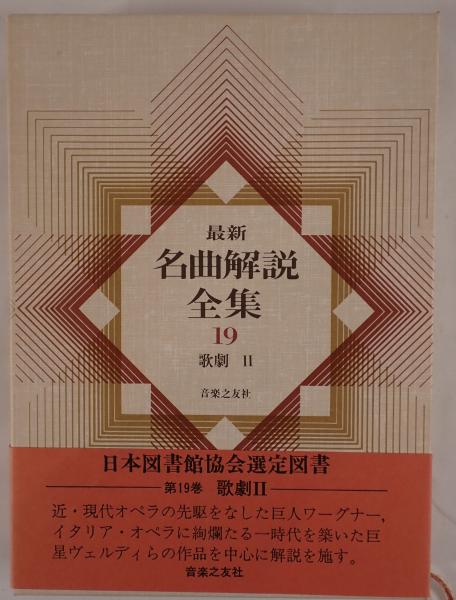 最新
名曲解説
全集
19
歌劇 II
音楽之友社
日本図書館協会選定図書
第19巻 歌劇II
近・現代オペラの先駆をなした巨人ワーグナー,
イタリア・オペラに絢爛たる一時代を築いた巨
星ヴェルディらの作品を中心に解説を施す。
音楽之友社